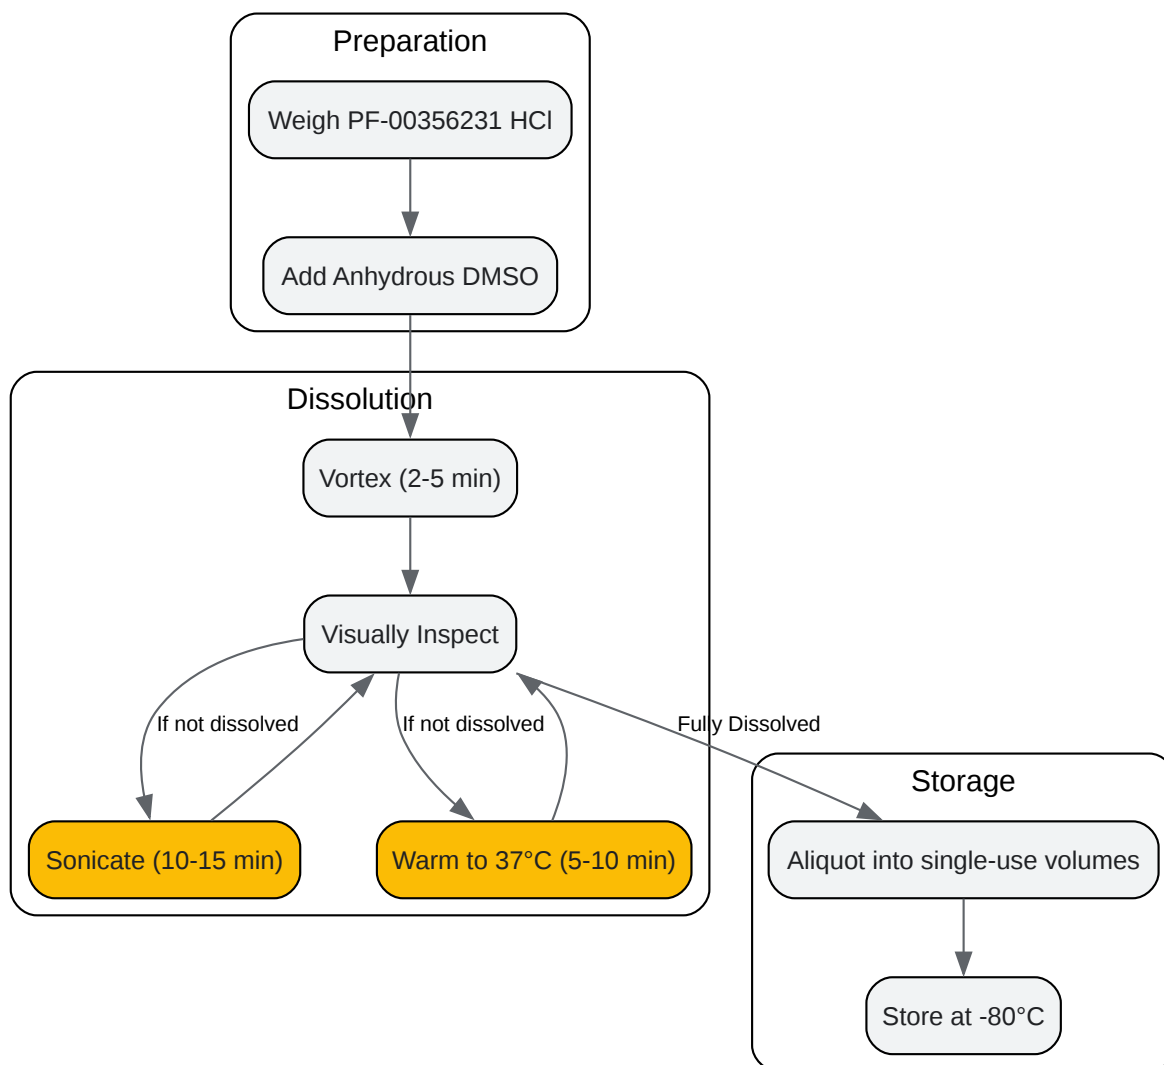 Preparation
Weigh PF-00356231 HCl
Add Anhydrous DMSO
Dissolution
Vortex (2-5 min)
Visually Inspect
If not dissolved
If not dissolved
Fully Dissolved
Sonicate (10-15 min)
Warm to 37°C (5-10 min)
Storage
Aliquot into single-use volumes
Store at -80°C